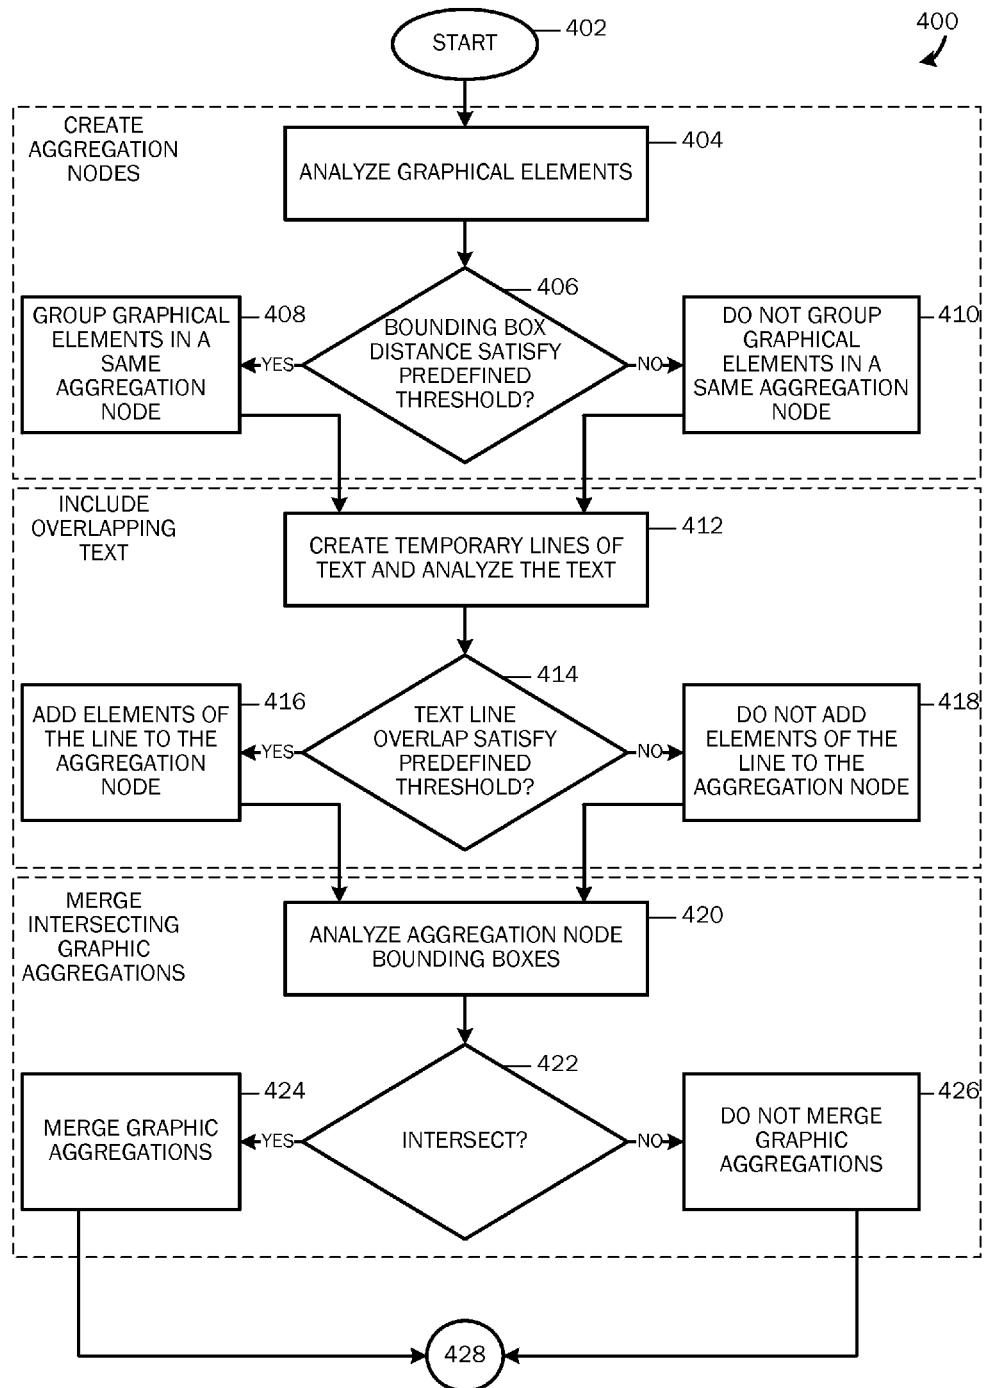 START
402
400
CREATE
AGGREGATION
NODES
ANALYZE GRAPHICAL ELEMENTS
404
406
BOUNDING BOX
DISTANCE SATISFY
PREDEFINED
THRESHOLD?
YES
NO
GROUP GRAPHICAL
ELEMENTS IN A
SAME
AGGREGATION
NODE
408
DO NOT GROUP
GRAPHICAL
ELEMENTS IN A
SAME AGGREGATION
NODE
410
INCLUDE
OVERLAPPING
TEXT
CREATE TEMPORARY LINES OF
TEXT AND ANALYZE THE TEXT
412
414
TEXT LINE
OVERLAP SATISFY
PREDEFINED
THRESHOLD?
YES
NO
ADD ELEMENTS OF
THE LINE TO THE
AGGREGATION
NODE
416
DO NOT ADD
ELEMENTS OF THE
LINE TO THE
AGGREGATION NODE
418
MERGE
INTERSECTING
GRAPHIC
AGGREGATIONS
ANALYZE AGGREGATION NODE
BOUNDING BOXES
420
422
INTERSECT?
YES
NO
MERGE GRAPHIC
AGGREGATIONS
424
DO NOT MERGE
GRAPHIC
AGGREGATIONS
426
428